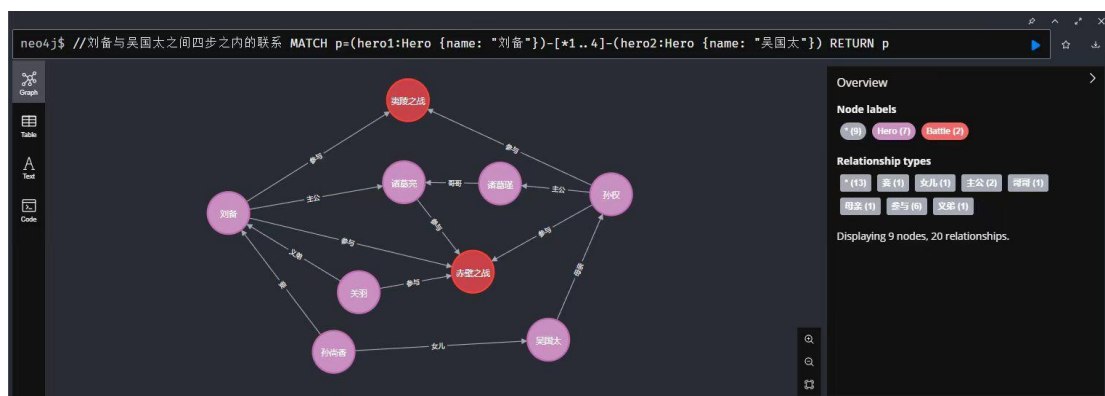 neo4j$ //刘备与吴国太之间四步之内的联系 MATCH p=(hero1:Hero {name: "刘备"})-[*1..4]-(hero2:Hero {name: "吴国太"}) RETURN p
Graph
Table
Text
Code
夷陵之战
参与
参与
诸葛亮
哥哥
诸葛瑾
主公
孙权
主公
刘备
参与
参与
参与
义弟
赤壁之战
关羽
参与
妾
母亲
孙尚香
女儿
吴国太
Overview
Node labels
* (9)
Hero (7)
Battle (2)
Relationship types
* (13)
妾 (1)
女儿 (1)
主公 (2)
哥哥 (1)
母亲 (1)
参与 (6)
义弟 (1)
Displaying 9 nodes, 20 relationships.